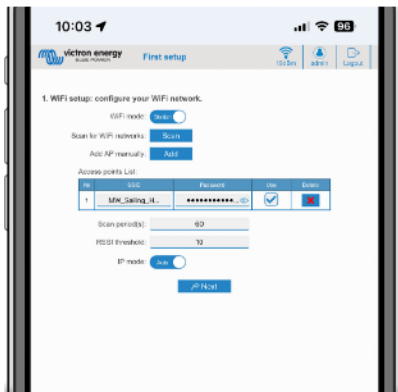 10:03 96
victron energy
BLUE POWER
First setup
admin Logout
1. WiFi setup: configure your WiFi network.
WiFi mode: Station
Scan for WiFi networks: Scan
Add AP manually: Add
Access points List:
Nr SSID Password Use Delete
1 MW_Sailing_H... ••••••••••••...
Scan period[s]: 60
RSSI threshold: 10
IP mode: Auto
Next